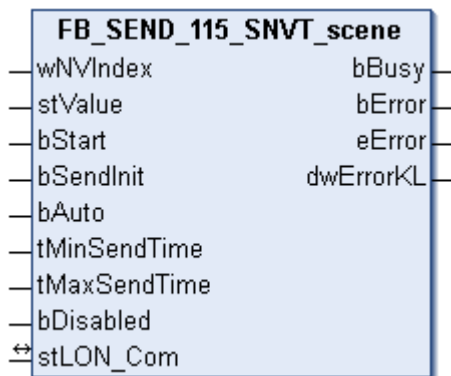 FB_SEND_115_SNVT_scene
wNVIndex bBusy
stValue bError
bStart eError
bSendInit dwErrorKL
bAuto
tMinSendTime
tMaxSendTime
bDisabled
stLON_Com